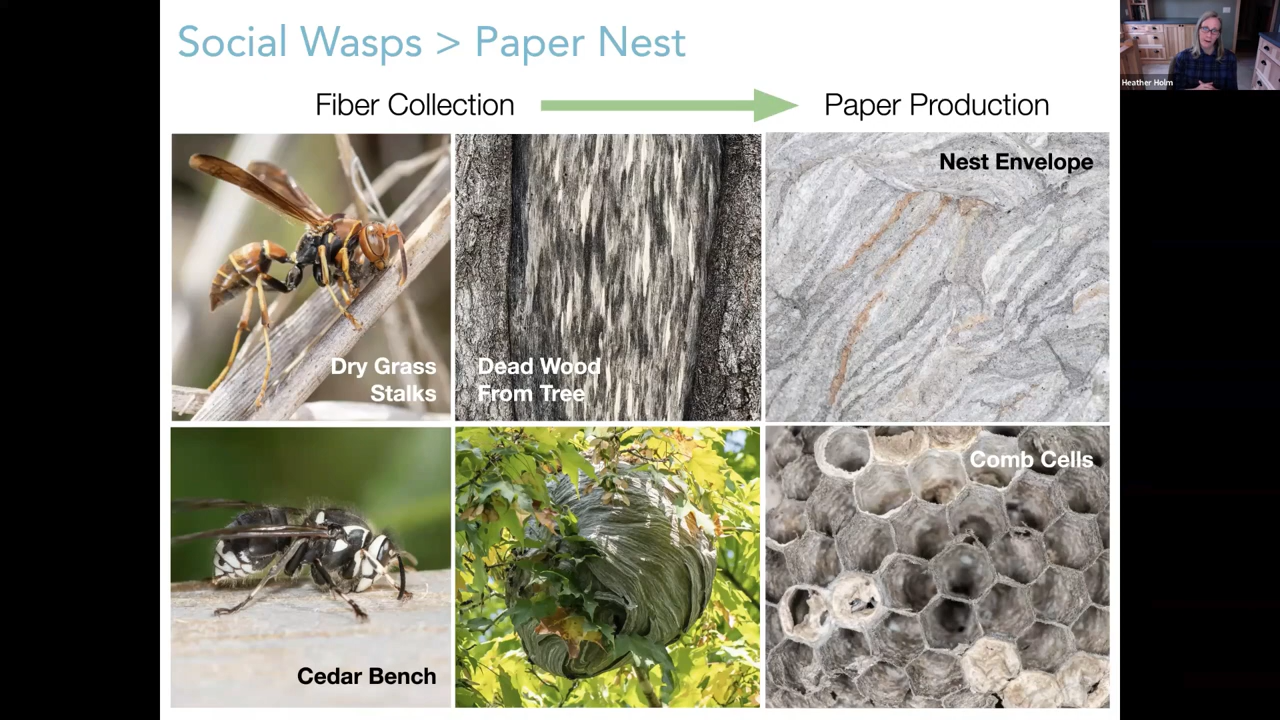 Social Wasps > Paper Nest
Heather Holm
Fiber Collection
Paper Production
Nest Envelope
Dry Grass
Stalks
Dead Wood
From Tree
Comb Cells
Cedar Bench